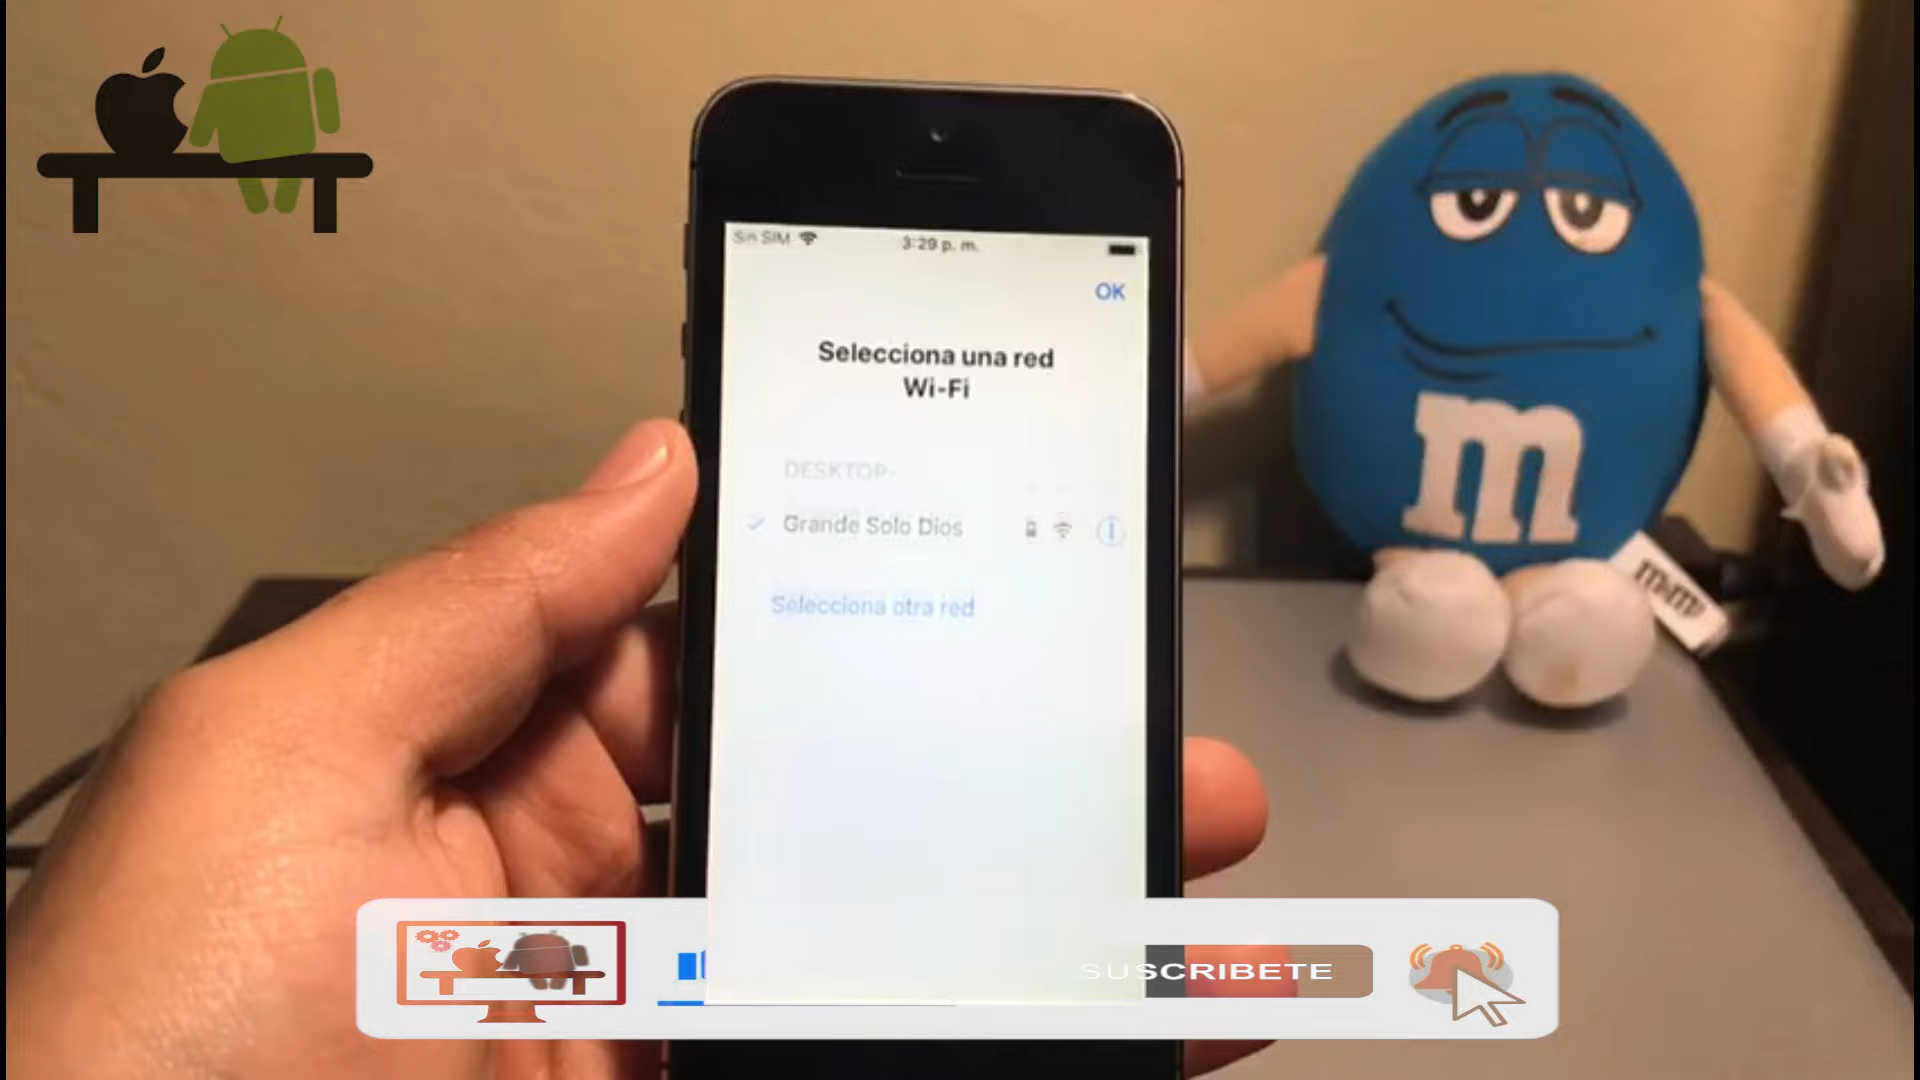 Sin SIM
3:29 p. m.
OK
Selecciona una red
Wi-Fi
DESKTOP-
Grande Solo Dios
Selecciona otra red
m
m&m's
SUSCRIBETE